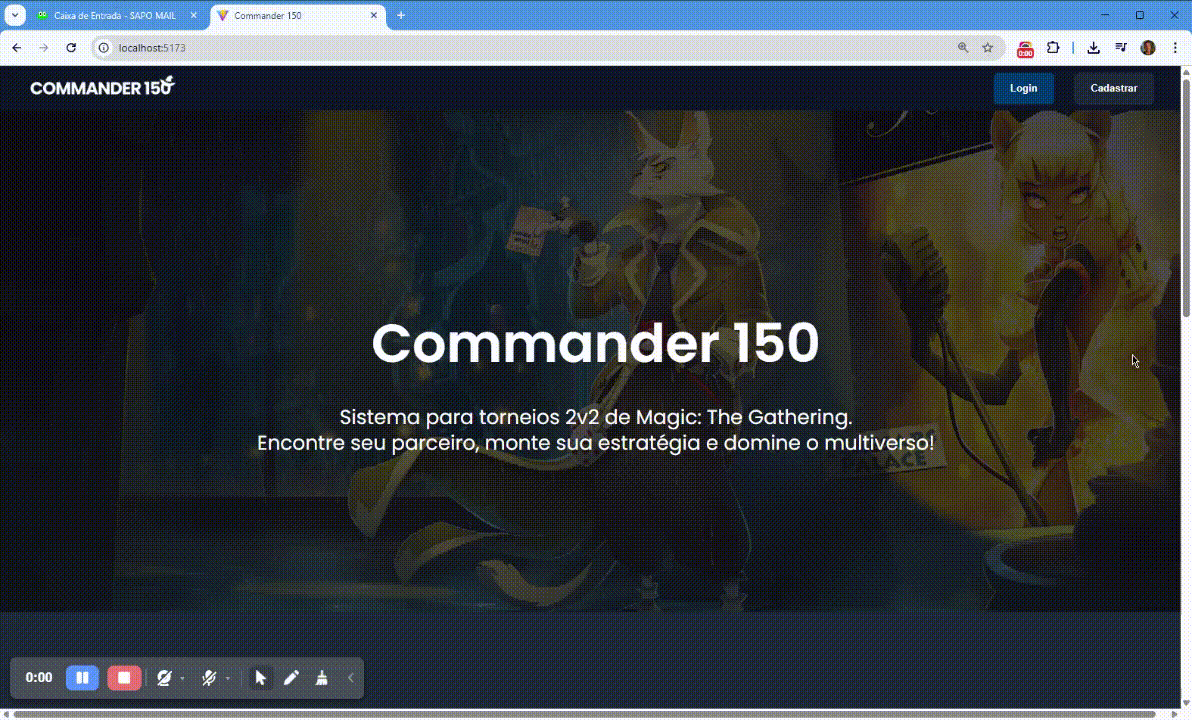 Caixa de Entrada - SAPO MAIL
Commander 150
localhost:5173
0:00
COMMANDER 150
Login
Cadastrar
Commander 150
Sistema para torneios 2v2 de Magic: The Gathering.
Encontre seu parceiro, monte sua estratégia e domine o multiverso!
PALACE
0:00